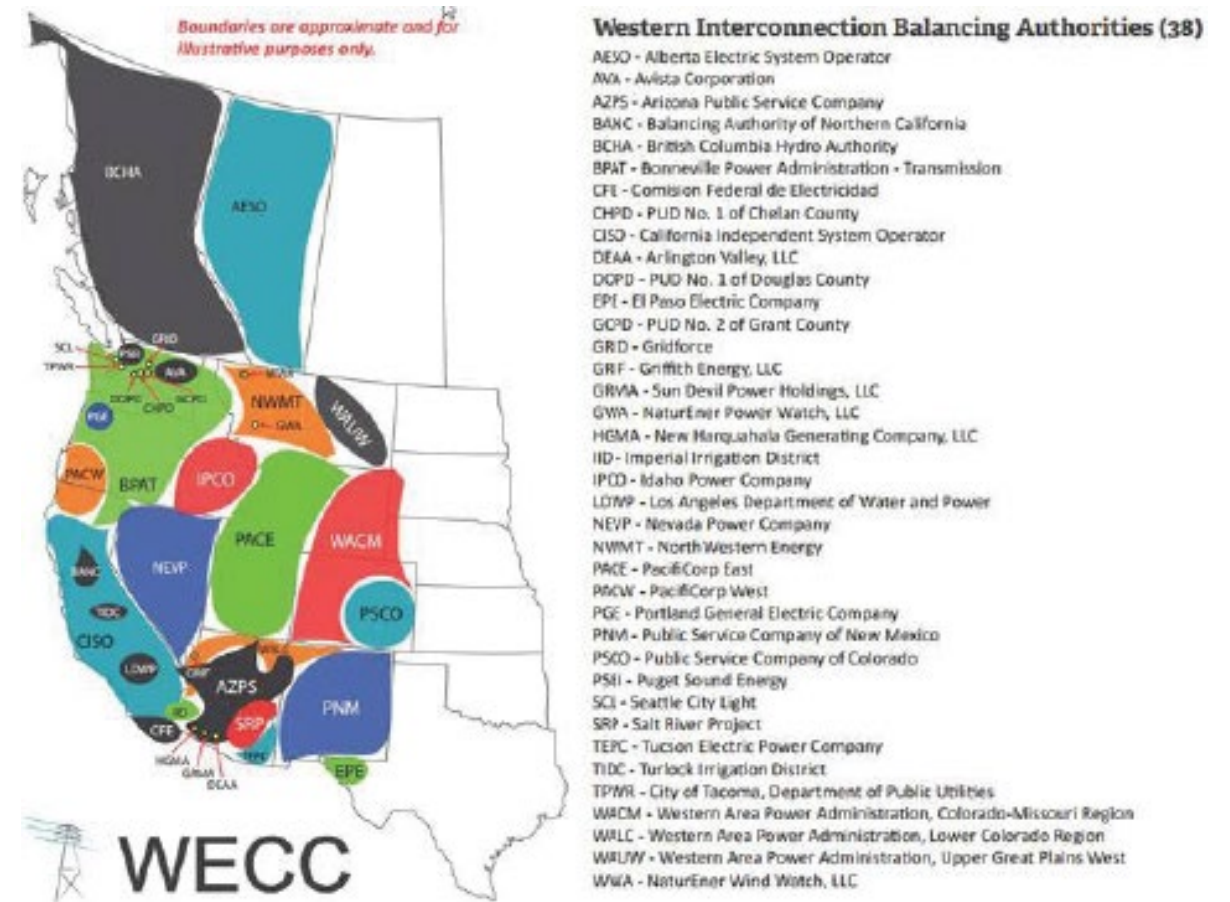 Boundaries are approximate and for
illustrative purposes only.
BCHA
AESO
GRID
SCL
PSEI
TPWR
AVA
DOPD
GCPD
CHPD
PGE
WWA
NWMT
GWA
WAUW
PACW
BPAT
IPCO
PACE
WACM
NEVP
BANC
TIDC
CISO
PSCO
LDWP
GRIF
WALC
AZPS
IID
SRP
PNM
CFE
TEPC
HGMA
GRMA
DEAA
EPE
WECC
Western Interconnection Balancing Authorities (38)
AESO - Alberta Electric System Operator
AVA - Avista Corporation
AZPS - Arizona Public Service Company
BANC - Balancing Authority of Northern California
BCHA - British Columbia Hydro Authority
BPAT - Bonneville Power Administration - Transmission
CFE - Comision Federal de Electricidad
CHPD - PUD No. 1 of Chelan County
CISO - California Independent System Operator
DEAA - Arlington Valley, LLC
DOPD - PUD No. 1 of Douglas County
EPE - El Paso Electric Company
GCPD - PUD No. 2 of Grant County
GRID - Gridforce
GRIF - Griffith Energy, LLC
GRMA - Sun Devil Power Holdings, LLC
GWA - NaturEner Power Watch, LLC
HGMA - New Harquahala Generating Company, LLC
IID - Imperial Irrigation District
IPCO - Idaho Power Company
LDWP - Los Angeles Department of Water and Power
NEVP - Nevada Power Company
NWMT - NorthWestern Energy
PACE - PacifiCorp East
PACW - PacifiCorp West
PGE - Portland General Electric Company
PNM - Public Service Company of New Mexico
PSCO - Public Service Company of Colorado
PSEI - Puget Sound Energy
SCL - Seattle City Light
SRP - Salt River Project
TEPC - Tucson Electric Power Company
TIDC - Turlock Irrigation District
TPWR - City of Tacoma, Department of Public Utilities
WACM - Western Area Power Administration, Colorado-Missouri Region
WALC - Western Area Power Administration, Lower Colorado Region
WAUW - Western Area Power Administration, Upper Great Plains West
WWA - NaturEner Wind Watch, LLC